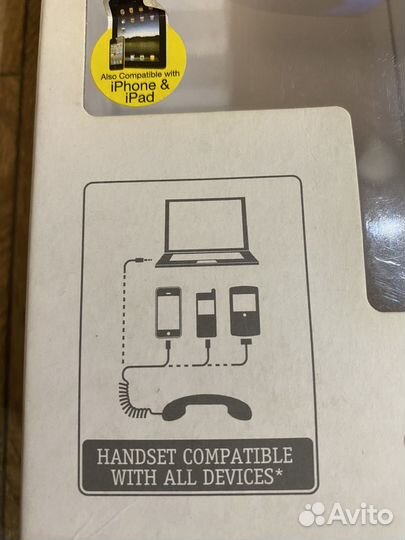 Also Compatible with
iPhone &
iPad
HANDSET COMPATIBLE
WITH ALL DEVICES*
Avito